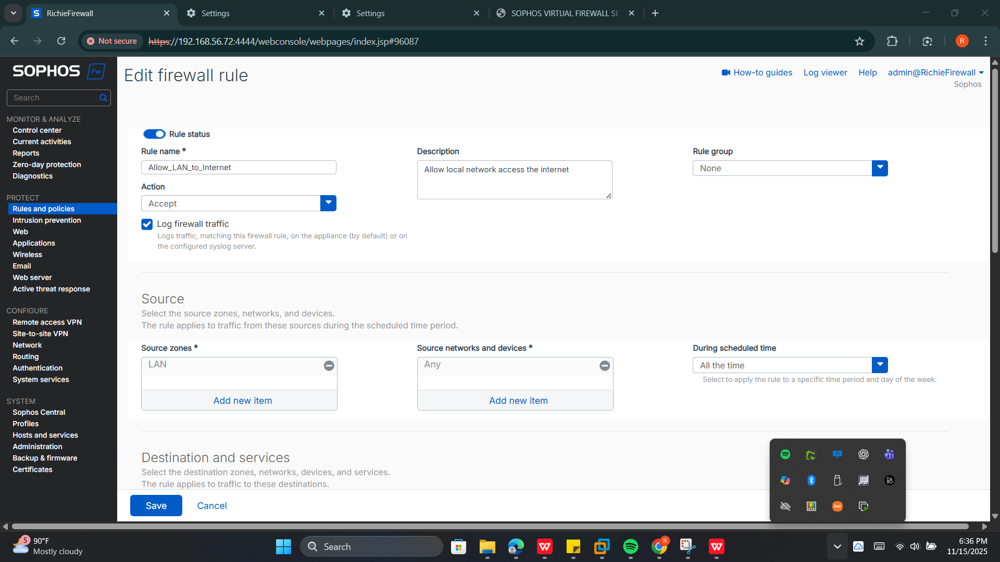 RichieFirewall
Settings
Settings
SOPHOS VIRTUAL FIREWALL SE
Not secure
https://192.168.56.72:4444/webconsole/webpages/index.jsp#96087
R
SOPHOS Fw
Search
MONITOR & ANALYZE
Control center
Current activities
Reports
Zero-day protection
Diagnostics
PROTECT
Rules and policies
Intrusion prevention
Web
Applications
Wireless
Email
Web server
Active threat response
CONFIGURE
Remote access VPN
Site-to-site VPN
Network
Routing
Authentication
System services
SYSTEM
Sophos Central
Profiles
Hosts and services
Administration
Backup & firmware
Certificates
Edit firewall rule
How-to guides
Log viewer
Help
admin@RichieFirewall
Sophos
Rule status
Rule name *
Allow_LAN_to_Internet
Description
Allow local network access the internet
Rule group
None
Action
Accept
Log firewall traffic
Logs traffic, matching this firewall rule, on the appliance (by default) or on
the configured syslog server.
Source
Select the source zones, networks, and devices.
The rule applies to traffic from these sources during the scheduled time period.
Source zones *
LAN
Add new item
Source networks and devices *
Any
Add new item
During scheduled time
All the time
Select to apply the rule to a specific time period and day of the week.
Destination and services
Select the destination zones, networks, devices, and services.
The rule applies to traffic to these destinations.
Save
Cancel
DeX
5
90°F
Mostly cloudy
Search
R
6:36 PM
11/15/2025